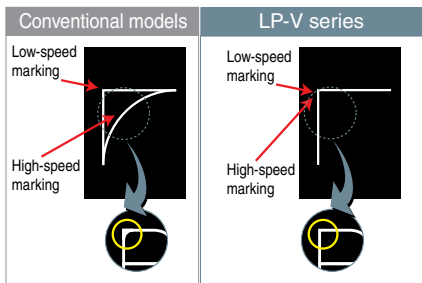 Conventional models
Low-speed
marking
High-speed
marking
LP-V series
Low-speed
marking
High-speed
marking